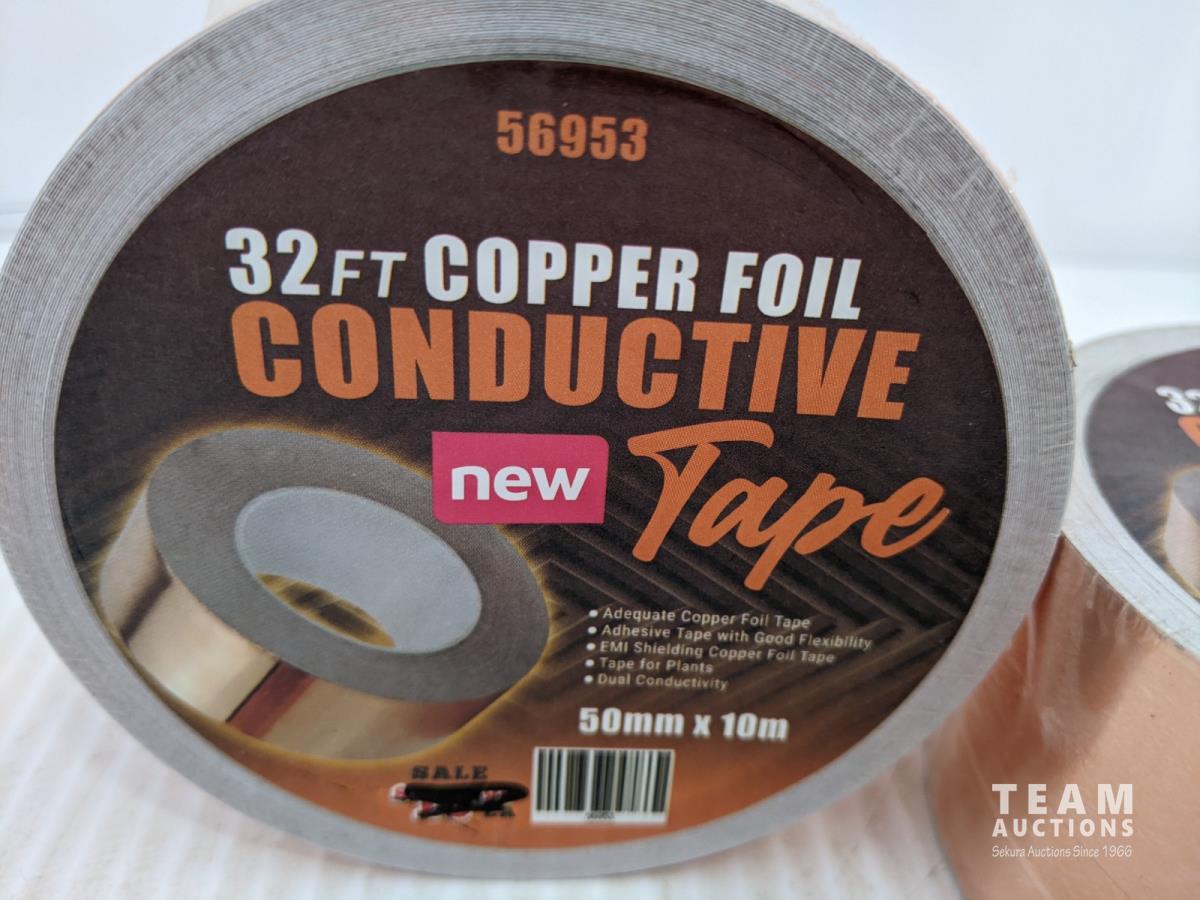 56953
32FT COPPER FOIL
CONDUCTIVE
new
Tape
• Adequate Copper Foil Tape
• Adhesive Tape with Good Flexibility
• EMI Shielding Copper Foil Tape
• Tape for Plants
• Dual Conductivity
50mm x 10m
SALE
TEAM
AUCTIONS
Sekura Auctions Since 1966